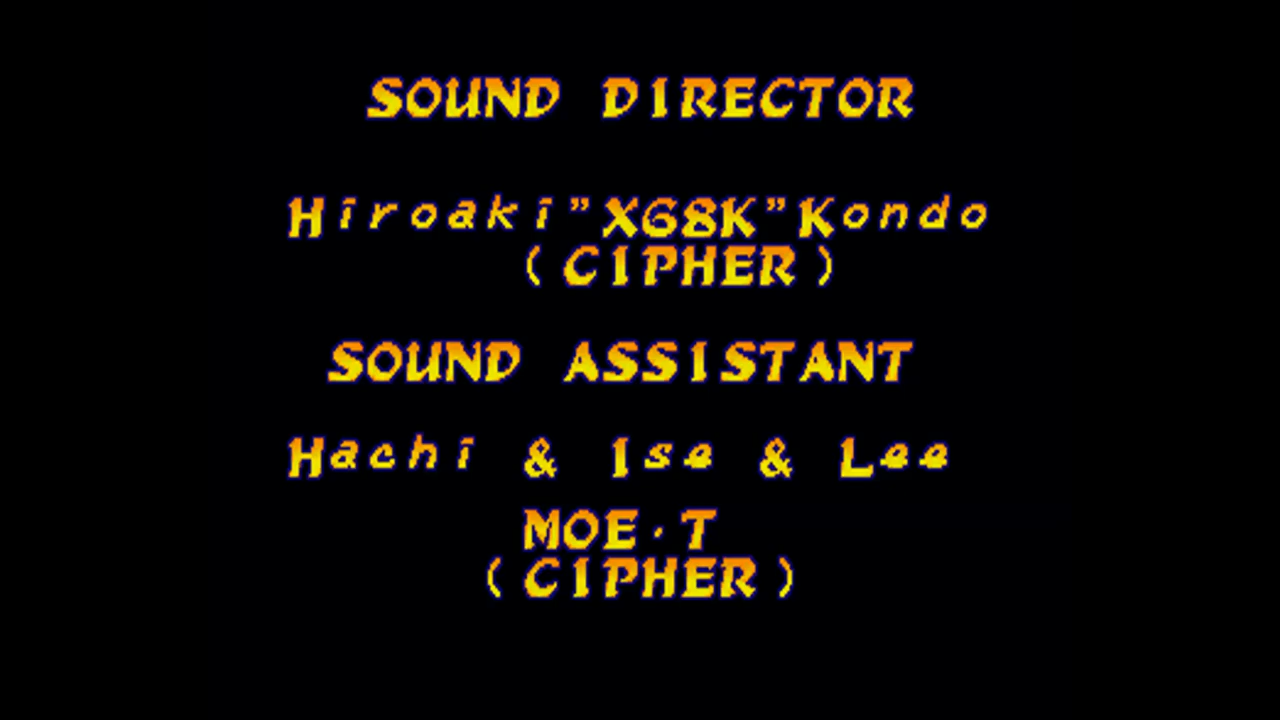 SOUND DIRECTOR
Hiroaki"X68K"Kondo
(CIPHER)
SOUND ASSISTANT
Hachi & Ise & Lee
MOE·T
(CIPHER)